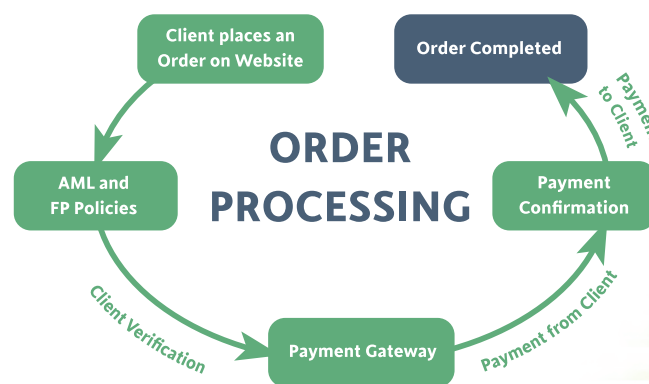 Client places an
Order on Website
Order Completed
to Client
ORDER
PROCESSING
AML and
FP Policies
Payment
Confirmation
Client Verification
Payment Gateway
Payment from Client